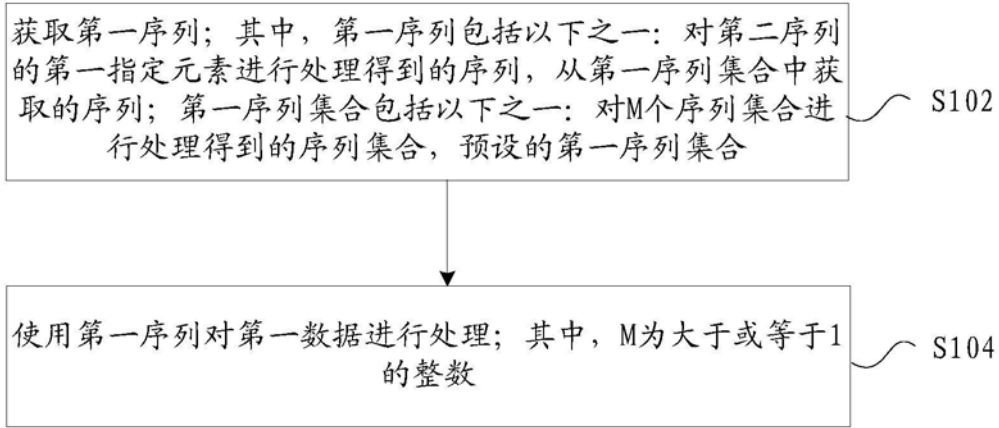 获取第一序列；其中，第一序列包括以下之一：对第二序列
的第一指定元素进行处理得到的序列，从第一序列集合中获
取的序列；第一序列集合包括以下之一：对M个序列集合进
行处理得到的序列集合，预设的第一序列集合
S102
使用第一序列对第一数据进行处理；其中，M为大于或等于1
的整数
S104